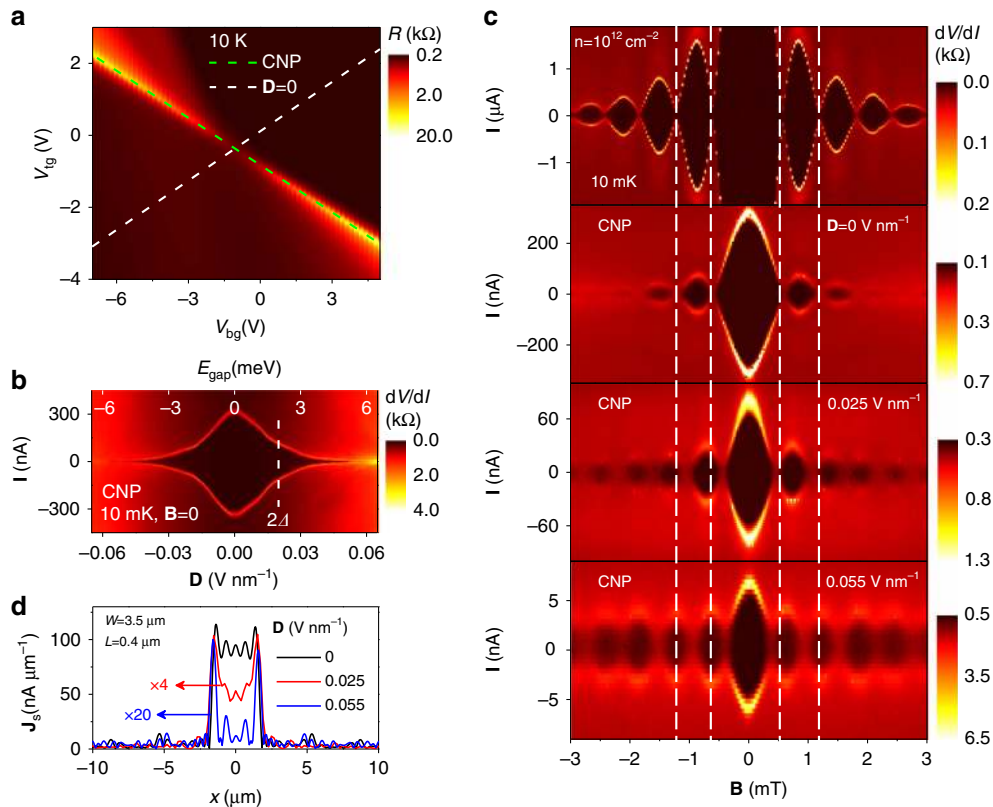 a
10 K
CNP
D=0
R (kΩ)
0.2
2.0
20.0
2
0
−2
−4
V_tg (V)
−6
−3
0
3
V_bg(V)
b
E_gap(meV)
−6
−3
0
3
6
dV/dI
(kΩ)
0.0
2.0
4.0
300
0
−300
I (nA)
CNP
10 mK, B=0
2Δ
−0.06
−0.03
0.00
0.03
0.06
D (V nm⁻¹)
d
W=3.5 μm
L=0.4 μm
D (V nm⁻¹)
0
0.025
0.055
×4
×20
100
50
0
J_s(nA μm⁻¹)
−10
−5
0
5
10
x (μm)
c
n=10¹² cm⁻²
10 mK
1
0
−1
I (μA)
dV/dI
(kΩ)
0.0
0.1
0.2
CNP
D=0 V nm⁻¹
200
0
−200
I (nA)
0.1
0.3
0.7
CNP
0.025 V nm⁻¹
60
0
−60
I (nA)
0.3
0.9
1.3
CNP
0.055 V nm⁻¹
5
0
−5
I (nA)
0.5
3.5
6.5
−3
−2
−1
0
1
2
3
B (mT)